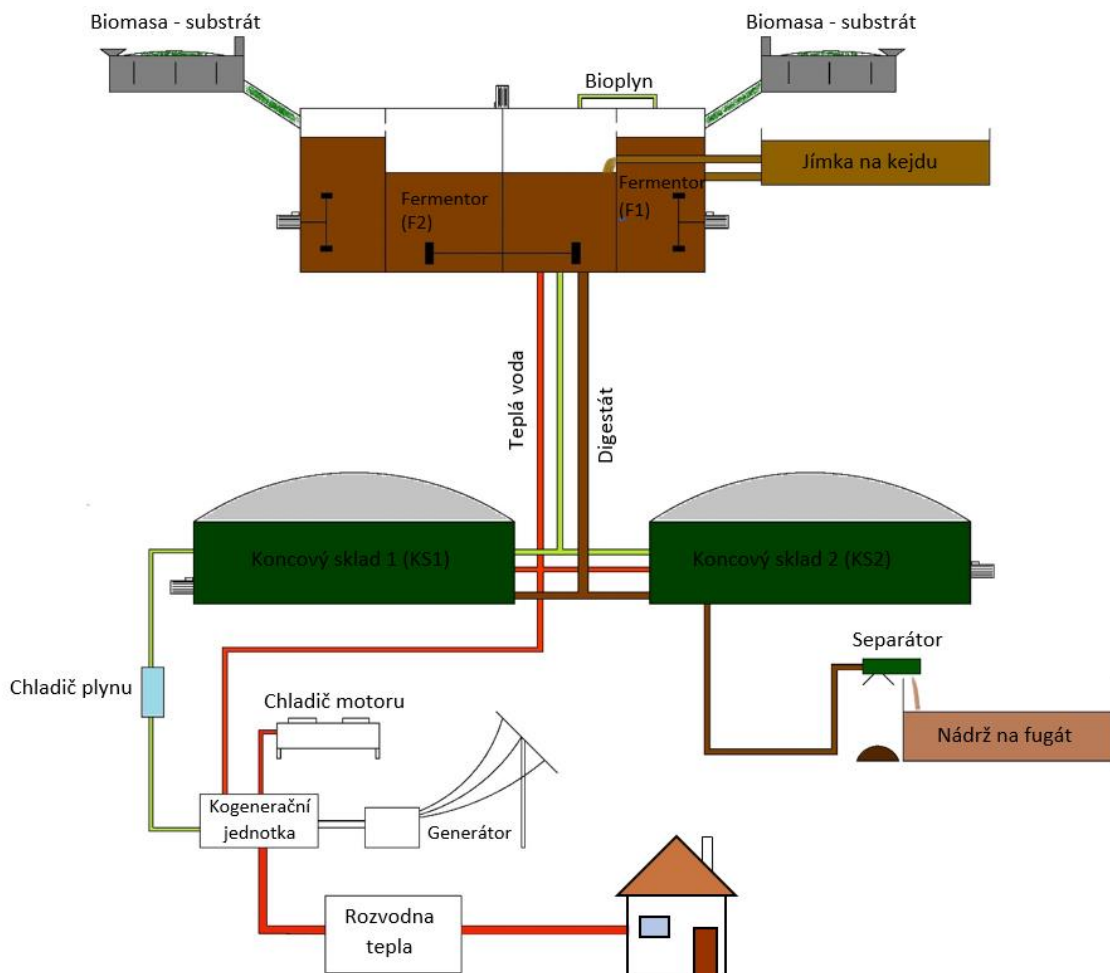 Biomasa - substrát
Biomasa - substrát
Bioplyn
Jímka na kejdu
Fermentor
(F2)
Fermentor
(F1)
Teplá voda
Digestát
Koncový sklad 1 (KS1)
Koncový sklad 2 (KS2)
Separátor
Chladič plynu
Chladič motoru
Nádrž na fugát
Kogenerační
jednotka
Generátor
Rozvodna
tepla